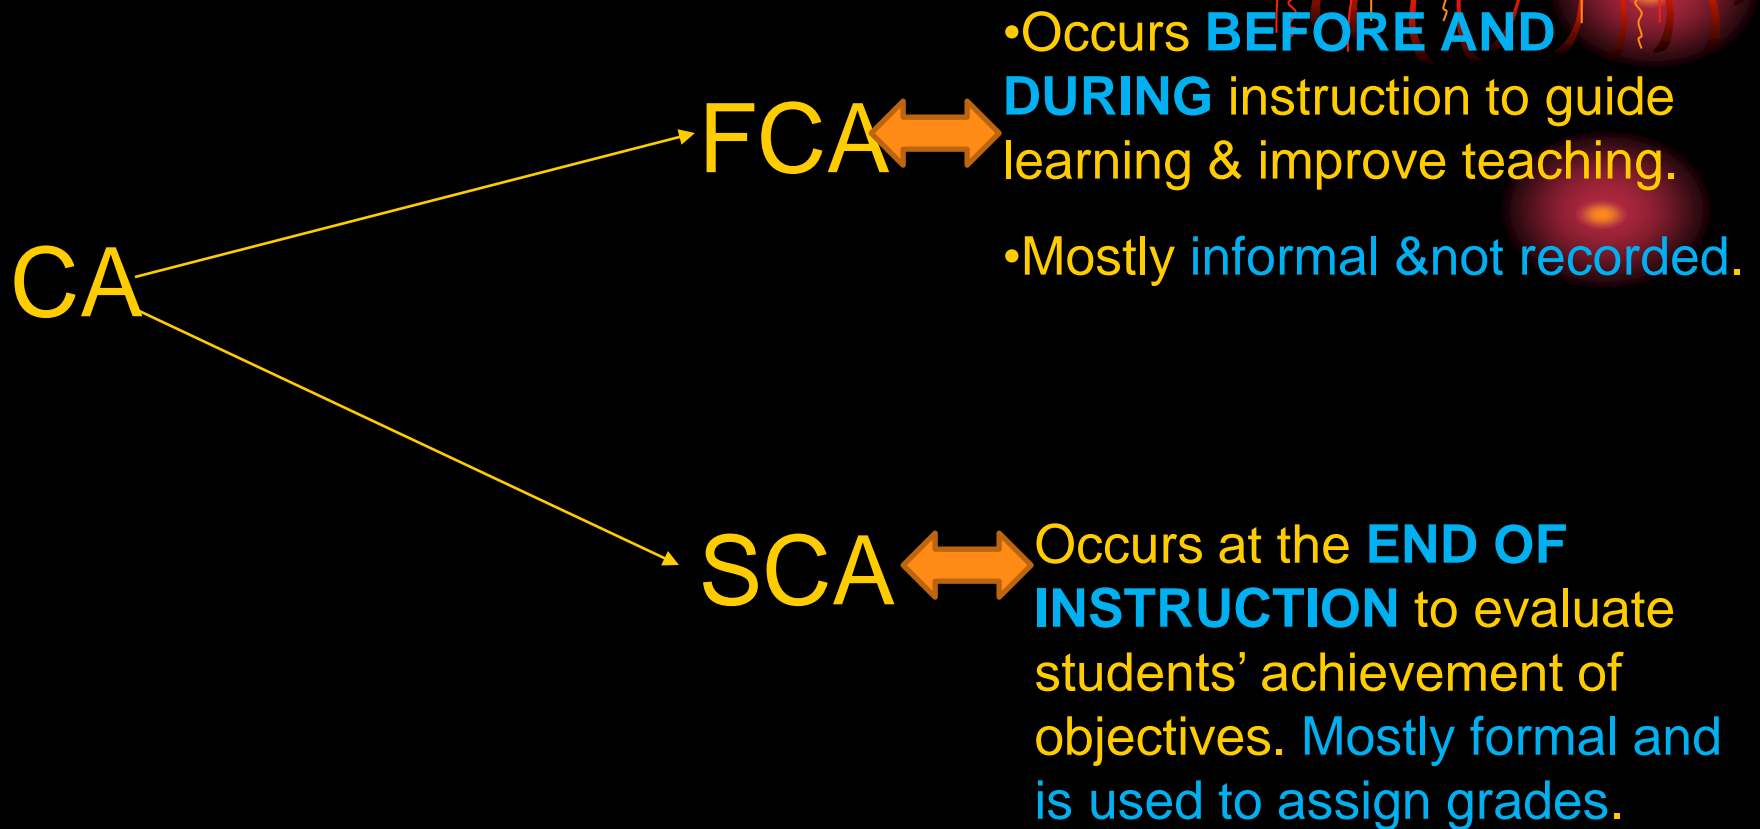 CA
FCA
•Occurs BEFORE AND
DURING instruction to guide
learning & improve teaching.
•Mostly informal &not recorded.
SCA
Occurs at the END OF
INSTRUCTION to evaluate
students’ achievement of
objectives. Mostly formal and
is used to assign grades.